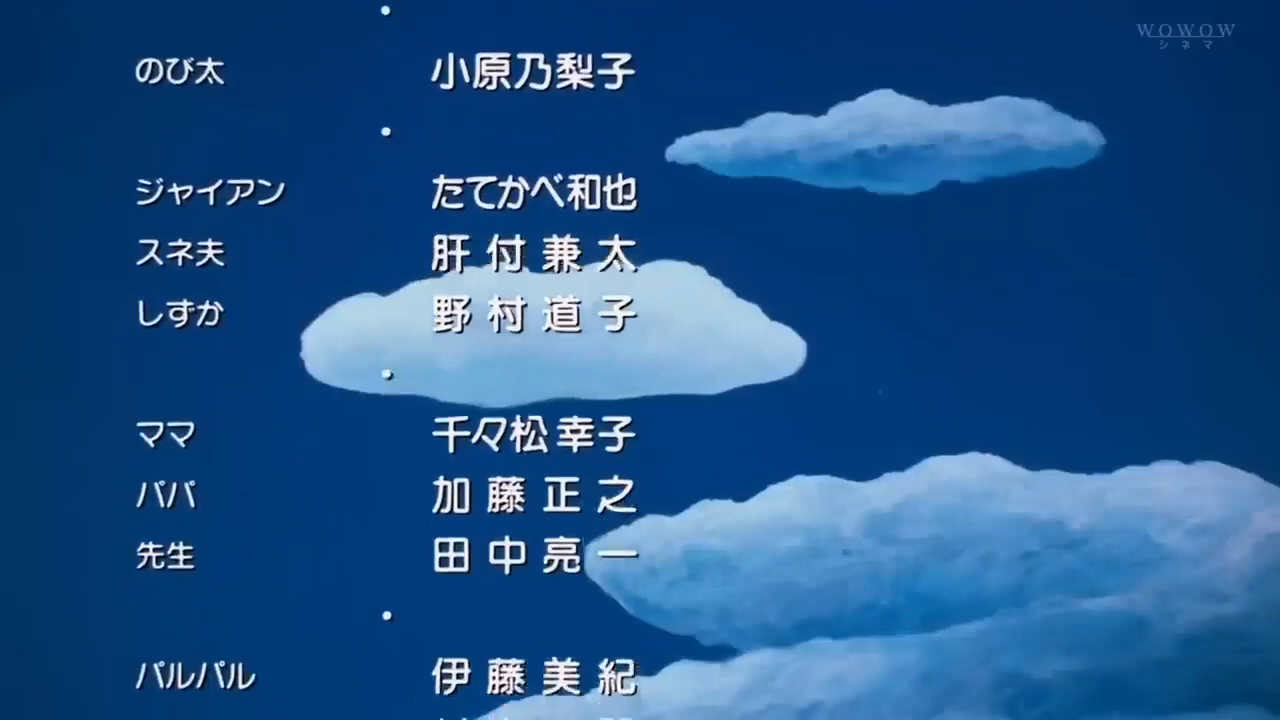 WOWOW
シネマ
のび太 小原乃梨子
ジャイアン たてかべ和也
スネ夫 肝付兼太
しずか 野村道子
ママ 千々松幸子
パパ 加藤正之
先生 田中亮一
パルパル 伊藤美紀